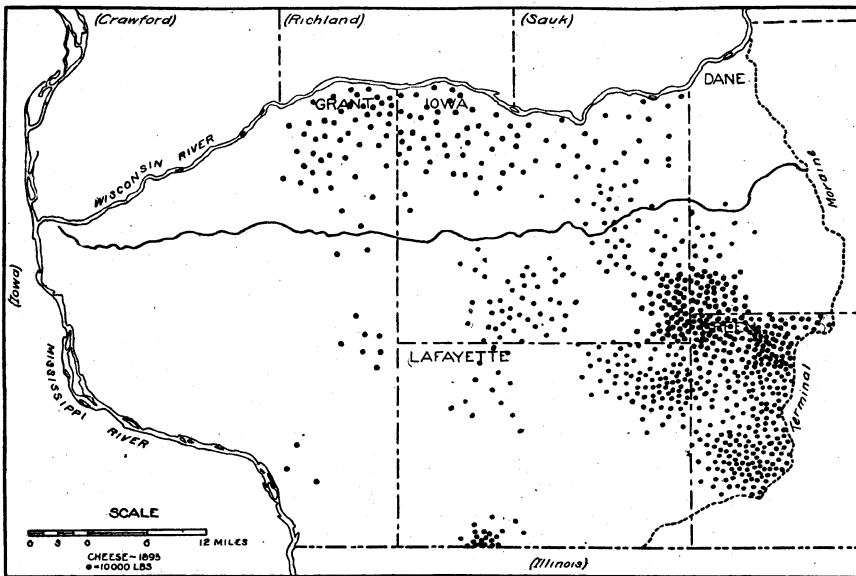 (Crawford)
(Richland)
(Sauk)
DANE
GRANT
IOWA
WISCONSIN RIVER
Moraine
(Iowa)
GREEN
LAFAYETTE
MISSISSIPPI
RIVER
Terminal
SCALE
0 3 0 6 12 MILES
CHEESE~1895
•=10000 LBS
(Illinois)